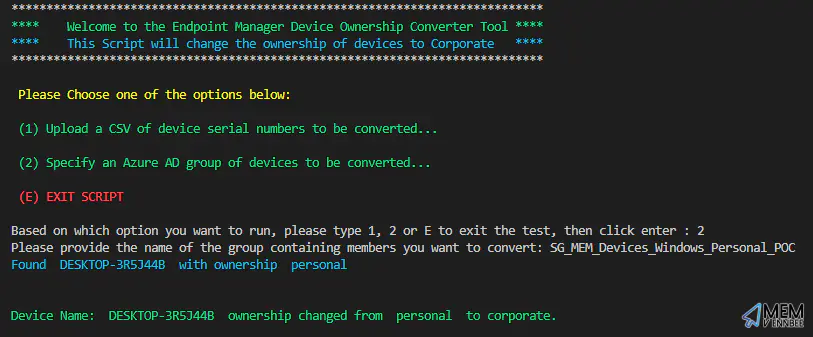 ***************************************************************************
****    Welcome to the Endpoint Manager Device Ownership Converter Tool ****
****    This Script will change the ownership of devices to Corporate   ****
***************************************************************************
Please Choose one of the options below:
(1) Upload a CSV of device serial numbers to be converted...
(2) Specify an Azure AD group of devices to be converted...
(E) EXIT SCRIPT
Based on which option you want to run, please type 1, 2 or E to exit the test, then click enter : 2
Please provide the name of the group containing members you want to convert: SG_MEM_Devices_Windows_Personal_POC
Found  DESKTOP-3R5J44B  with ownership  personal
Device Name:  DESKTOP-3R5J44B  ownership changed from  personal  to corporate.
MEM
V'ENNBEE